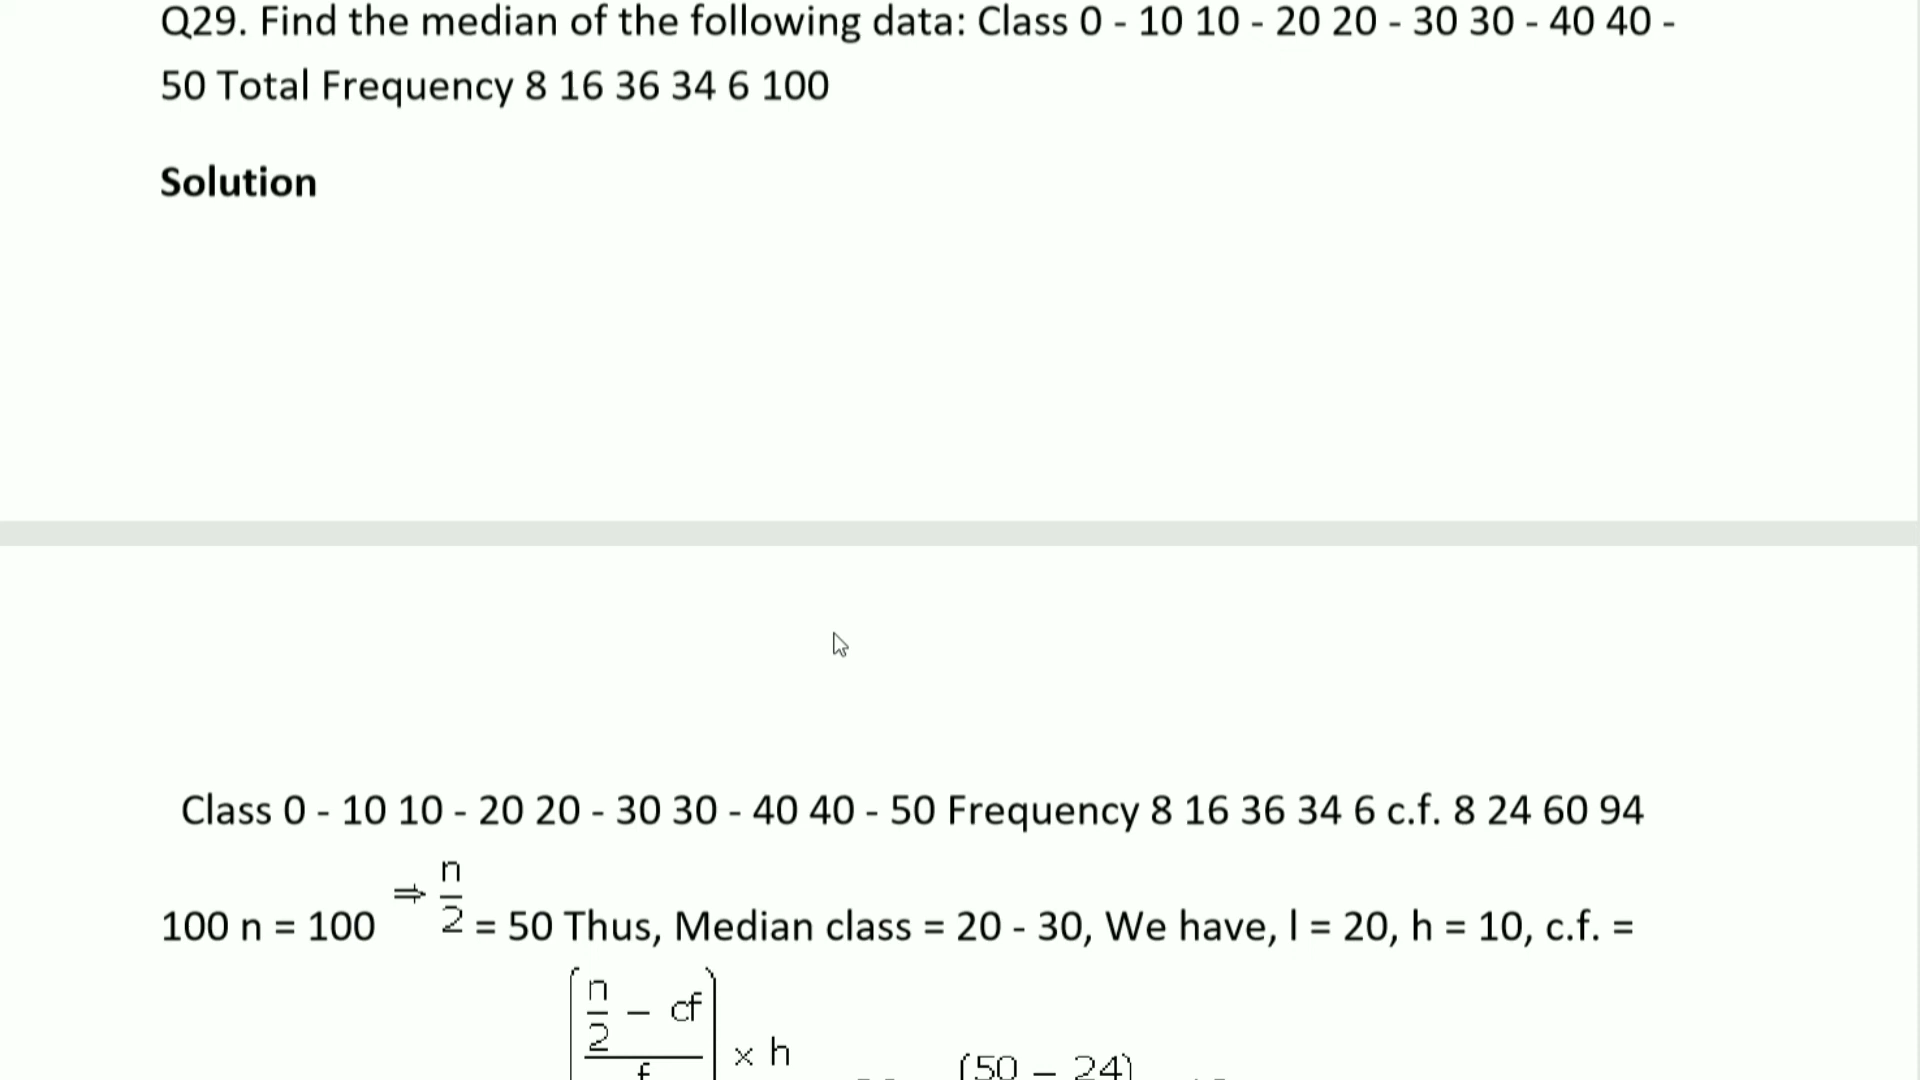 Q29. Find the median of the following data: Class 0 - 10 10 - 20 20 - 30 30 - 40 40 -
50 Total Frequency 8 16 36 34 6 100
Solution
Class 0 - 10 10 - 20 20 - 30 30 - 40 40 - 50 Frequency 8 16 36 34 6 c.f. 8 24 60 94
100 n = 100 ⇒ n/2 = 50 Thus, Median class = 20 - 30, We have, l = 20, h = 10, c.f. =
(n/2 - cf / f) × h (50 - 24)